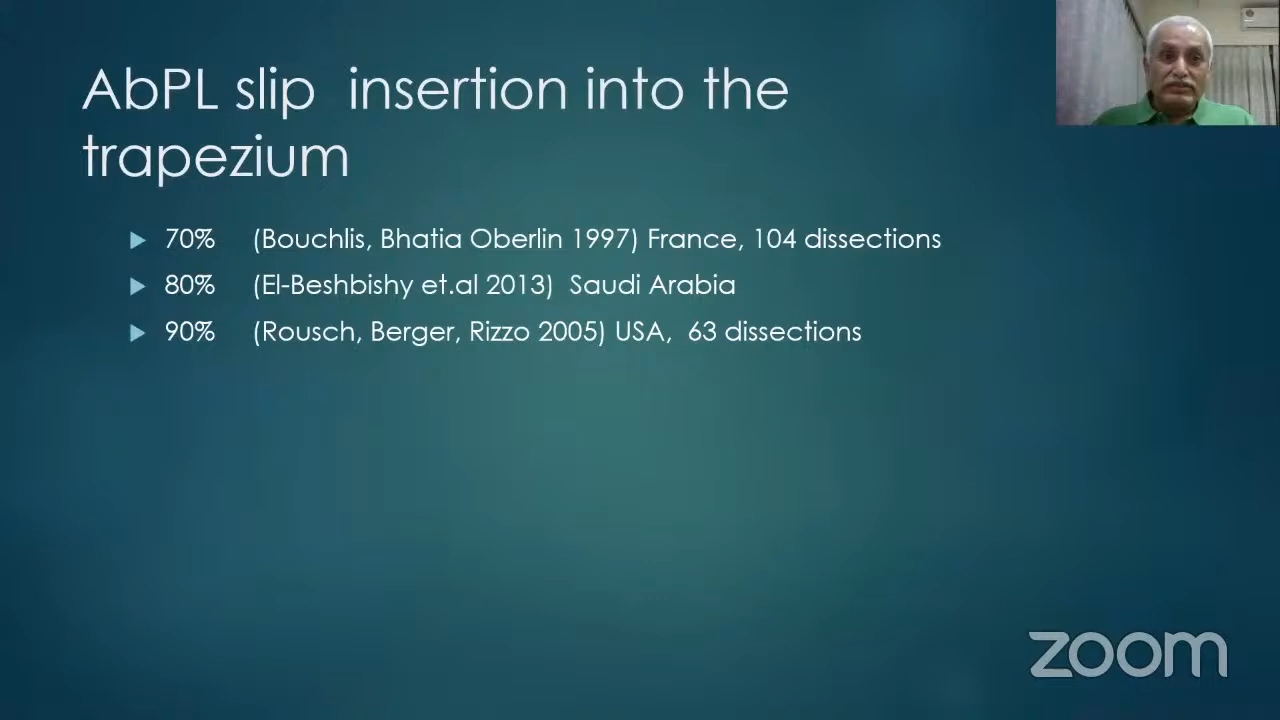 AbPL slip insertion into the
trapezium
70% (Bouchlis, Bhatia Oberlin 1997) France, 104 dissections
80% (El-Beshbishy et.al 2013) Saudi Arabia
90% (Rousch, Berger, Rizzo 2005) USA, 63 dissections
zoom